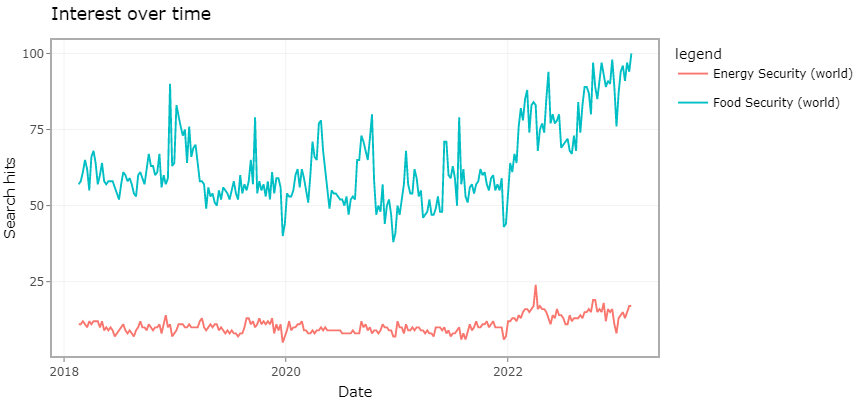 Interest over time
legend
Energy Security (world)
Food Security (world)
Search hits
100
75
50
25
2018
2020
2022
Date